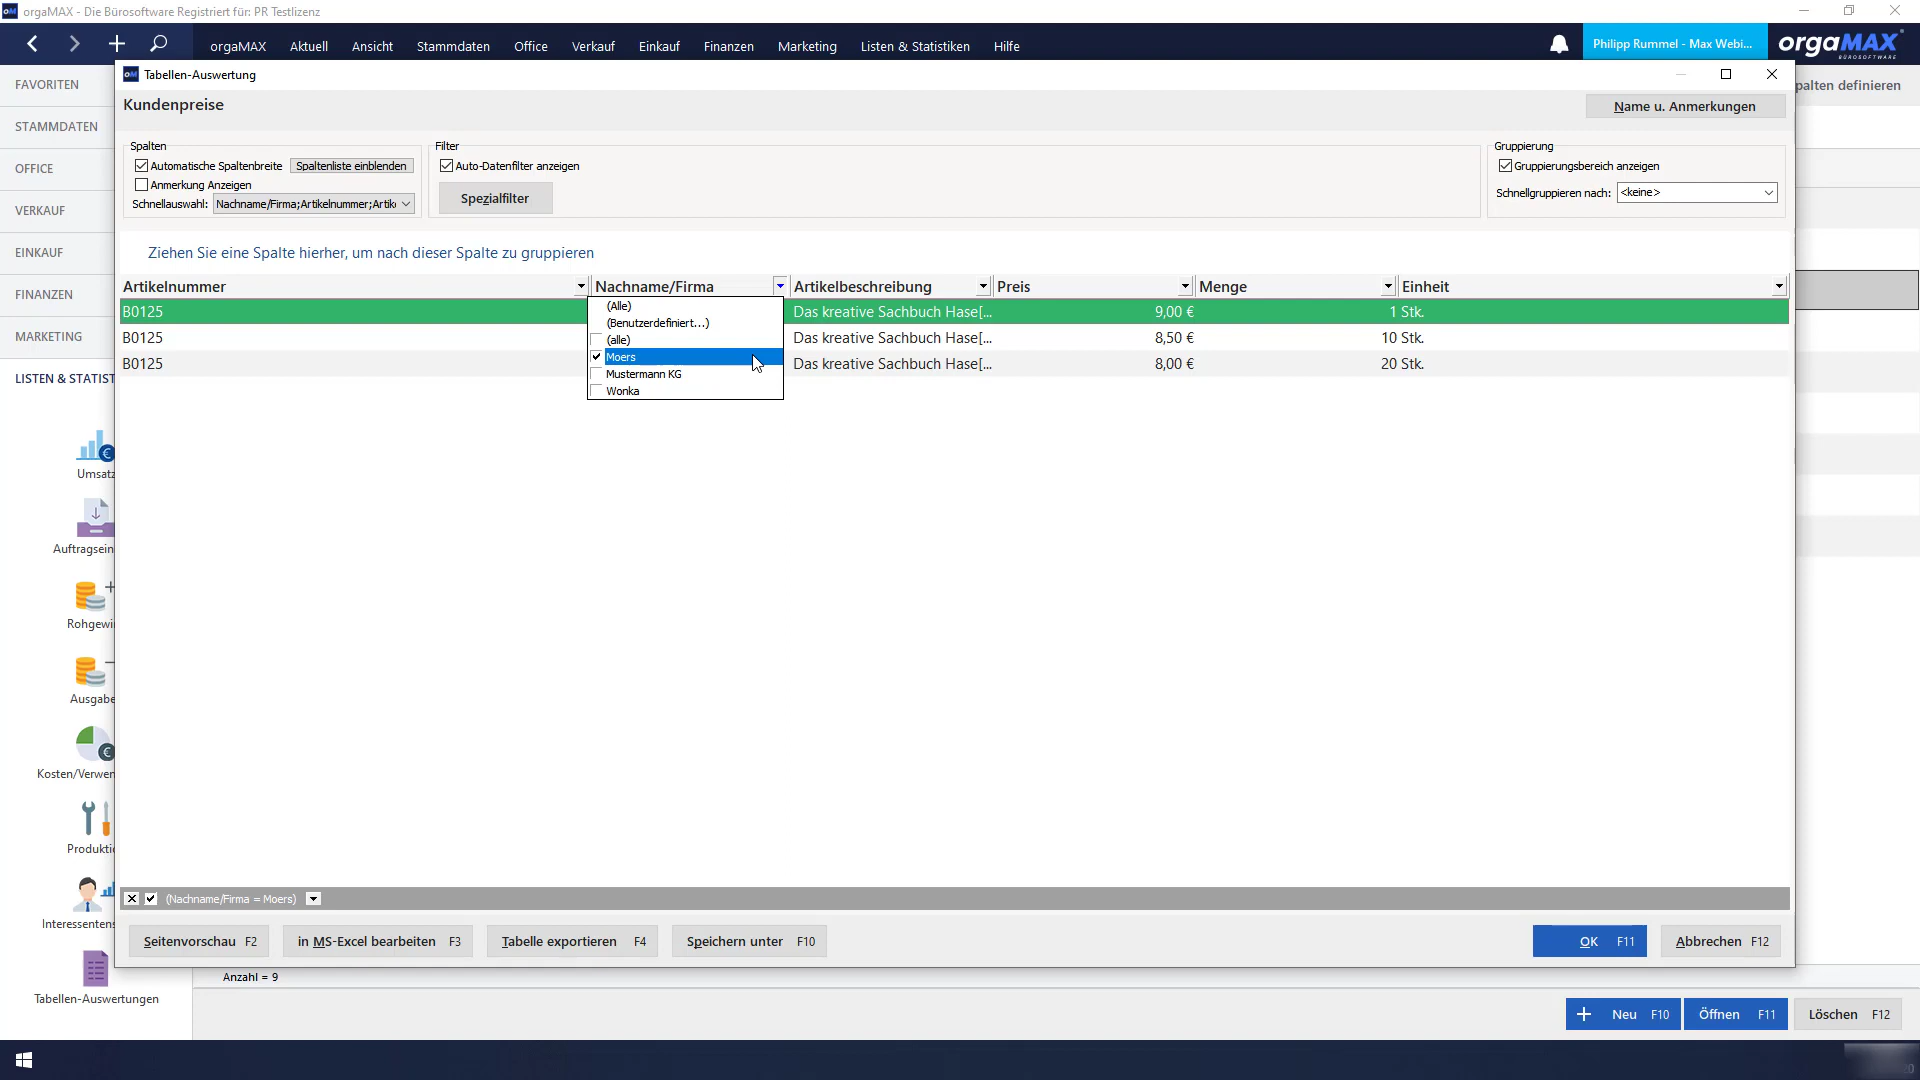 orgaMAX - Die Bürosoftware Registriert für: PR Testlizenz
orgaMAX
Aktuell
Ansicht
Stammdaten
Office
Verkauf
Einkauf
Finanzen
Marketing
Listen & Statistiken
Hilfe
Philipp Rummel - Max Webi...
orgaMAX
BÜROSOFTWARE
FAVORITEN
STAMMDATEN
OFFICE
VERKAUF
EINKAUF
FINANZEN
MARKETING
LISTEN & STATIST
Umsatz
Auftragsein
Rohgewi
Ausgabe
Kosten/Verwen
Produktio
Interessentens
Tabellen-Auswertungen
palten definieren
Tabellen-Auswertung
Kundenpreise
Name u. Anmerkungen
Spalten
Automatische Spaltenbreite
Spaltenliste einblenden
Anmerkung Anzeigen
Schnellauswahl:
Nachname/Firma;Artikelnummer;Artik
Filter
Auto-Datenfilter anzeigen
Spezialfilter
Gruppierung
Gruppierungsbereich anzeigen
Schnellgruppieren nach:
<keine>
Ziehen Sie eine Spalte hierher, um nach dieser Spalte zu gruppieren
Artikelnummer Nachname/Firma Artikelbeschreibung Preis Menge Einheit
B0125 Das kreative Sachbuch Hase[... 9,00 € 1 Stk.
B0125 Das kreative Sachbuch Hase[... 8,50 € 10 Stk.
B0125 Das kreative Sachbuch Hase[... 8,00 € 20 Stk.
(Alle)
(Benutzerdefiniert...)
(alle)
Moers
Mustermann KG
Wonka
(Nachname/Firma = Moers)
Seitenvorschau F2
in MS-Excel bearbeiten F3
Tabelle exportieren F4
Speichern unter F10
OK F11
Abbrechen F12
Anzahl = 9
Neu F10
Öffnen F11
Löschen F12